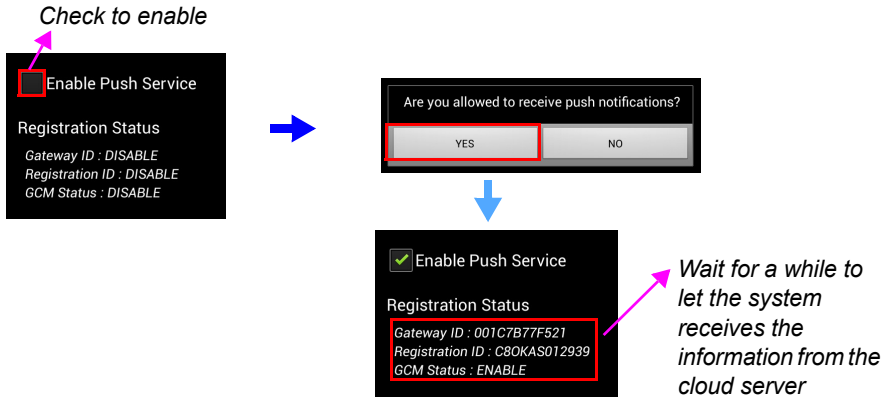 Check to enable
Enable Push Service
Registration Status
Gateway ID : DISABLE
Registration ID : DISABLE
GCM Status : DISABLE
Are you allowed to receive push notifications?
YES
NO
Enable Push Service
Registration Status
Gateway ID : 001C7B77F521
Registration ID : C8OKAS012939
GCM Status : ENABLE
Wait for a while to
let the system
receives the
information from the
cloud server